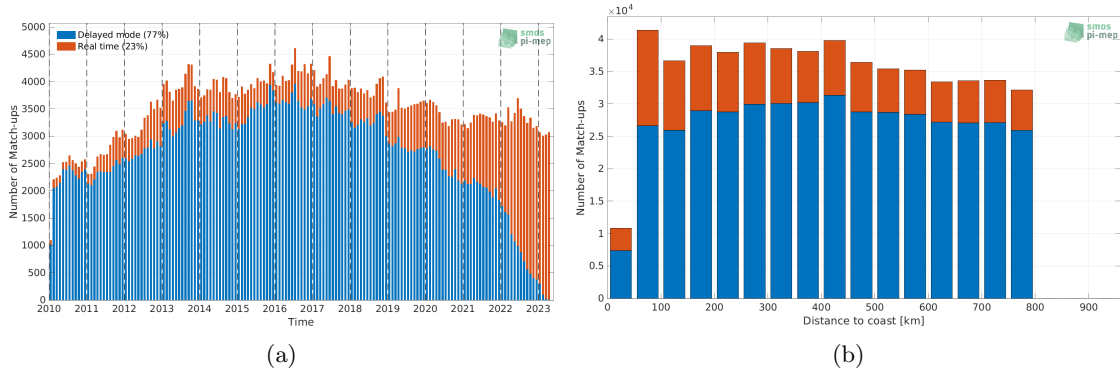 5000
4500
4000
3500
3000
2500
2000
1500
1000
500
0
Number of Match-ups
Delayed mode (77%)
Real time (23%)
smos
pi-mep
2010 2011 2012 2013 2014 2015 2016 2017 2018 2019 2020 2021 2022 2023
Time
(a)
×10⁴
4
3.5
3
2.5
2
1.5
1
0.5
0
Number of Match-ups
smos
pi-mep
0 100 200 300 400 500 600 700 800 900
Distance to coast [km]
(b)